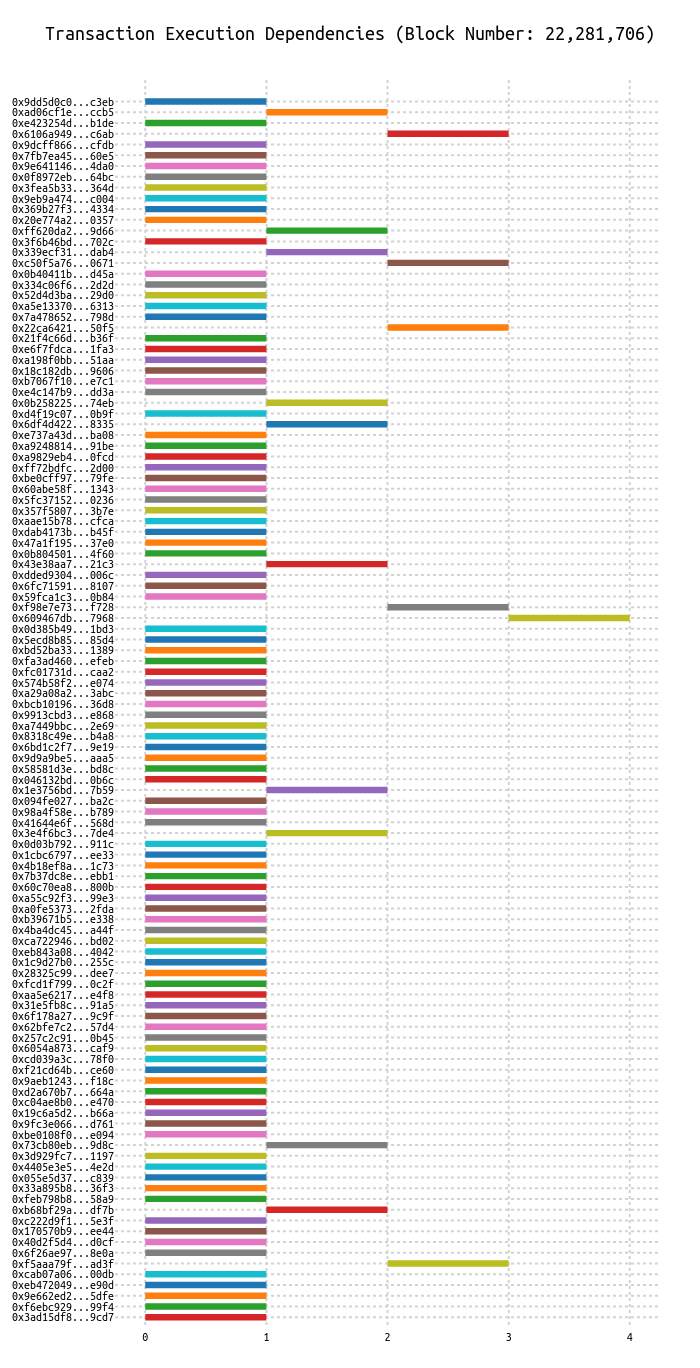 Transaction Execution Dependencies (Block Number: 22,281,706)
0x9dd5d0c0...c3eb
0xad06cf1e...ccb5
0xe423254d...b1de
0x6106a949...c6ab
0x9dcff866...cfdb
0x7fb7ea45...60e5
0x9e641146...4da0
0x0f8972eb...64bc
0x3fea5b33...364d
0x9eb9a474...c004
0x369b27f3...4334
0x20e774a2...0357
0xff620da2...9d66
0x3f6b46bd...702c
0x339ecf31...dab4
0xc50f5a76...0671
0x0b40411b...d45a
0x334c06f6...2d2d
0x52d4d3ba...29d0
0xa5e13370...6313
0x7a478652...798d
0x22ca6421...50f5
0x21f4c66d...b36f
0xe6f7fdca...1fa3
0xa198f0bb...51aa
0x18c182db...9606
0xb7067f10...e7c1
0xe4c147b9...dd3a
0x0b258225...74eb
0xd4f19c07...0b9f
0x6df4d422...8335
0xe737a43d...ba08
0xa9248814...91be
0xa9829eb4...0fcd
0xff72bdfc...2d00
0xbe0cff97...79fe
0x60abe58f...1343
0x5fc37152...0236
0x357f5807...3b7e
0xaae15b78...cfca
0xdab4173b...b45f
0x47a1f195...37e0
0x0b804501...4f60
0x43e38aa7...21c3
0xdded9304...006c
0x6fc71591...8107
0x59fca1c3...0b84
0xf98e7e73...f728
0x609467db...7968
0x0d385b49...1bd3
0x5ecd8b85...85d4
0xbd52ba33...1389
0xfa3ad460...efeb
0xfc01731d...caa2
0x574b58f2...e074
0xa29a08a2...3abc
0xbcb10196...36d8
0x9913cbd3...e868
0xa7449bbc...2e69
0x8318c49e...b4a8
0x6bd1c2f7...9e19
0x9d9a9be5...aaa5
0x58581d3e...bd8c
0x046132bd...0b6c
0x1e3756bd...7b59
0x094fe027...ba2c
0x98a4f58e...b789
0x41644e6f...568d
0x3e4f6bc3...7de4
0x0d03b792...911c
0x1cbc6797...ee33
0x4b18ef8a...1c73
0x7b37dc8e...ebb1
0x60c70ea8...800b
0xa55c92f3...99e3
0xa0fe5373...2fda
0xb39671b5...e338
0x4ba4dc45...a44f
0xca722946...bd02
0xeb843a08...4042
0x1c9d27b0...255c
0x28325c99...dee7
0xfcd1f799...0c2f
0xaa5e6217...e4f8
0x31e5fb8c...91a5
0x6f178a27...9c9f
0x62bfe7c2...57d4
0x257c2c91...0b45
0x6054a873...caf9
0xcd039a3c...78f0
0xf21cd64b...ce60
0x9aeb1243...f18c
0xd2a670b7...664a
0xc04ae8b0...e470
0x19c6a5d2...b66a
0x9fc3e066...d761
0xbe0108f0...e094
0x73cb80eb...9d8c
0x3d929fc7...1197
0x4405e3e5...4e2d
0x055e5d37...c839
0x33a895b8...36f3
0xfeb798b8...58a9
0xb68bf29a...df7b
0xc222d9f1...5e3f
0x170570b9...ee44
0x40d2f5d4...d0cf
0x6f26ae97...8e0a
0xf5aaa79f...ad3f
0xcab07a06...00db
0xeb472049...e90d
0x9e662ed2...5dfe
0xf6ebc929...99f4
0x3ad15df8...9cd7
0 1 2 3 4